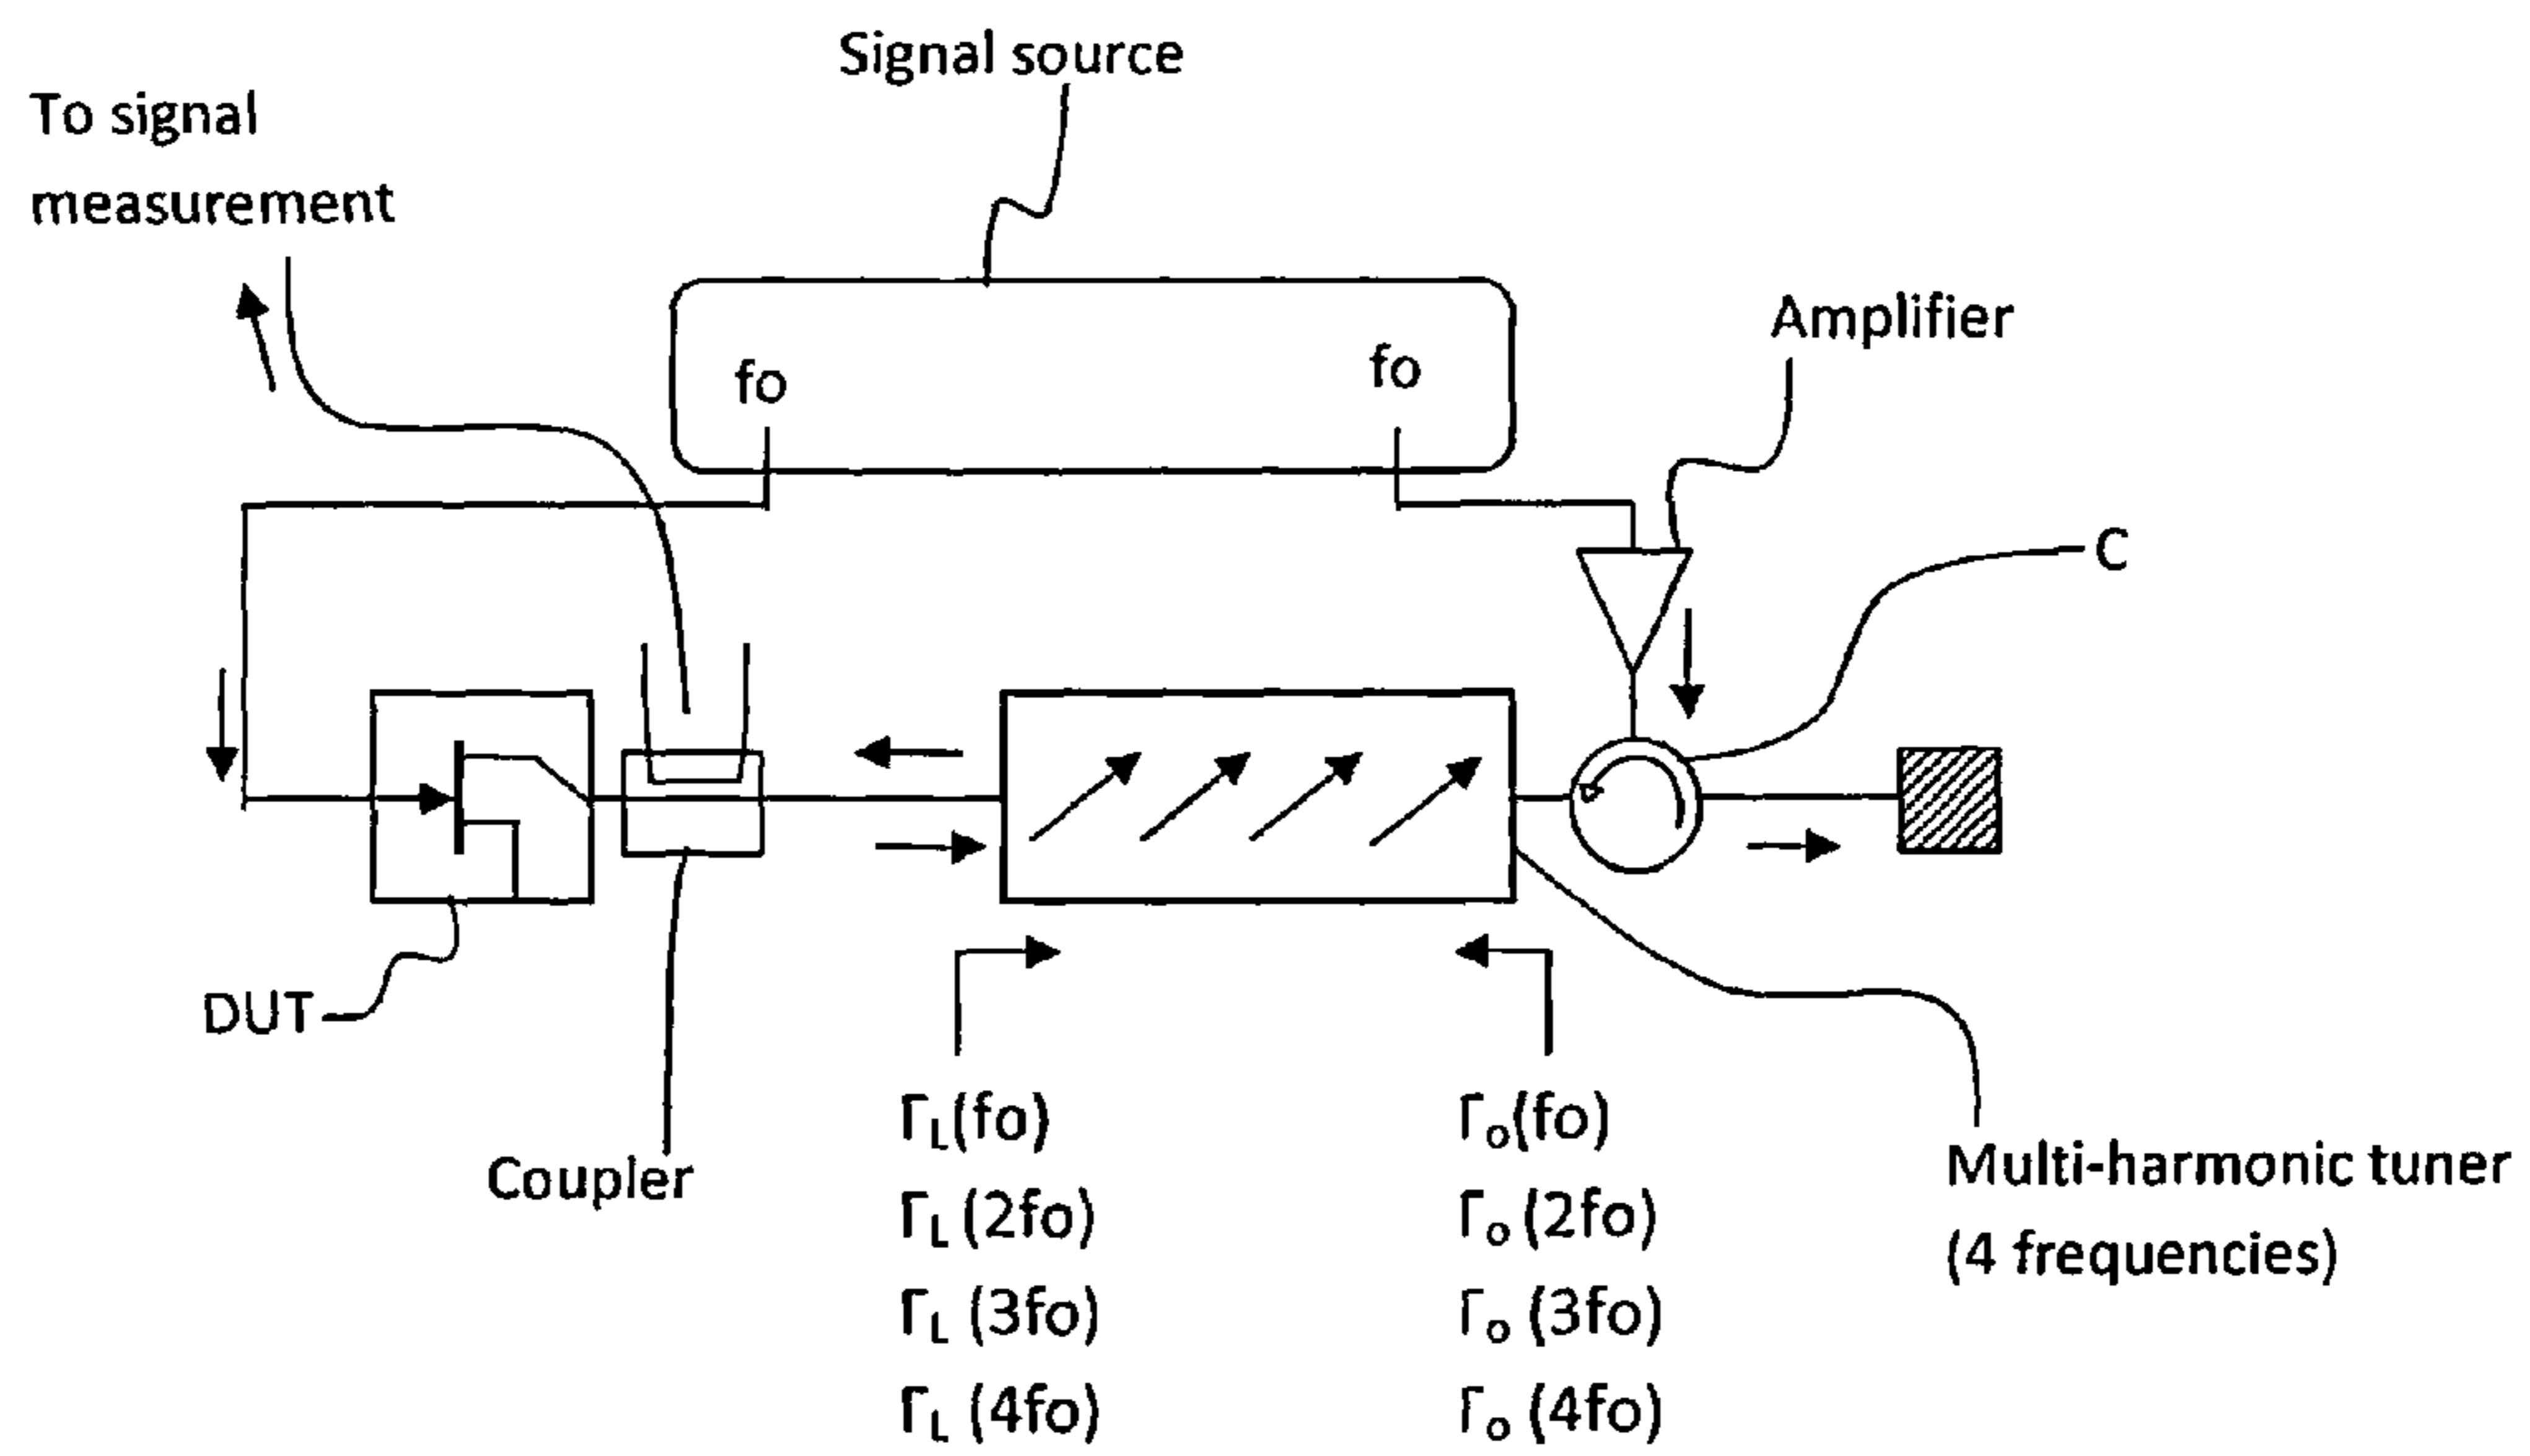 Signal source
To signal
measurement
fo
fo
Amplifier
C
DUT
Coupler
ΓL(fo)
ΓL (2fo)
ΓL (3fo)
ΓL (4fo)
Γo(fo)
Γo (2fo)
Γo (3fo)
Γo (4fo)
Multi-harmonic tuner
(4 frequencies)